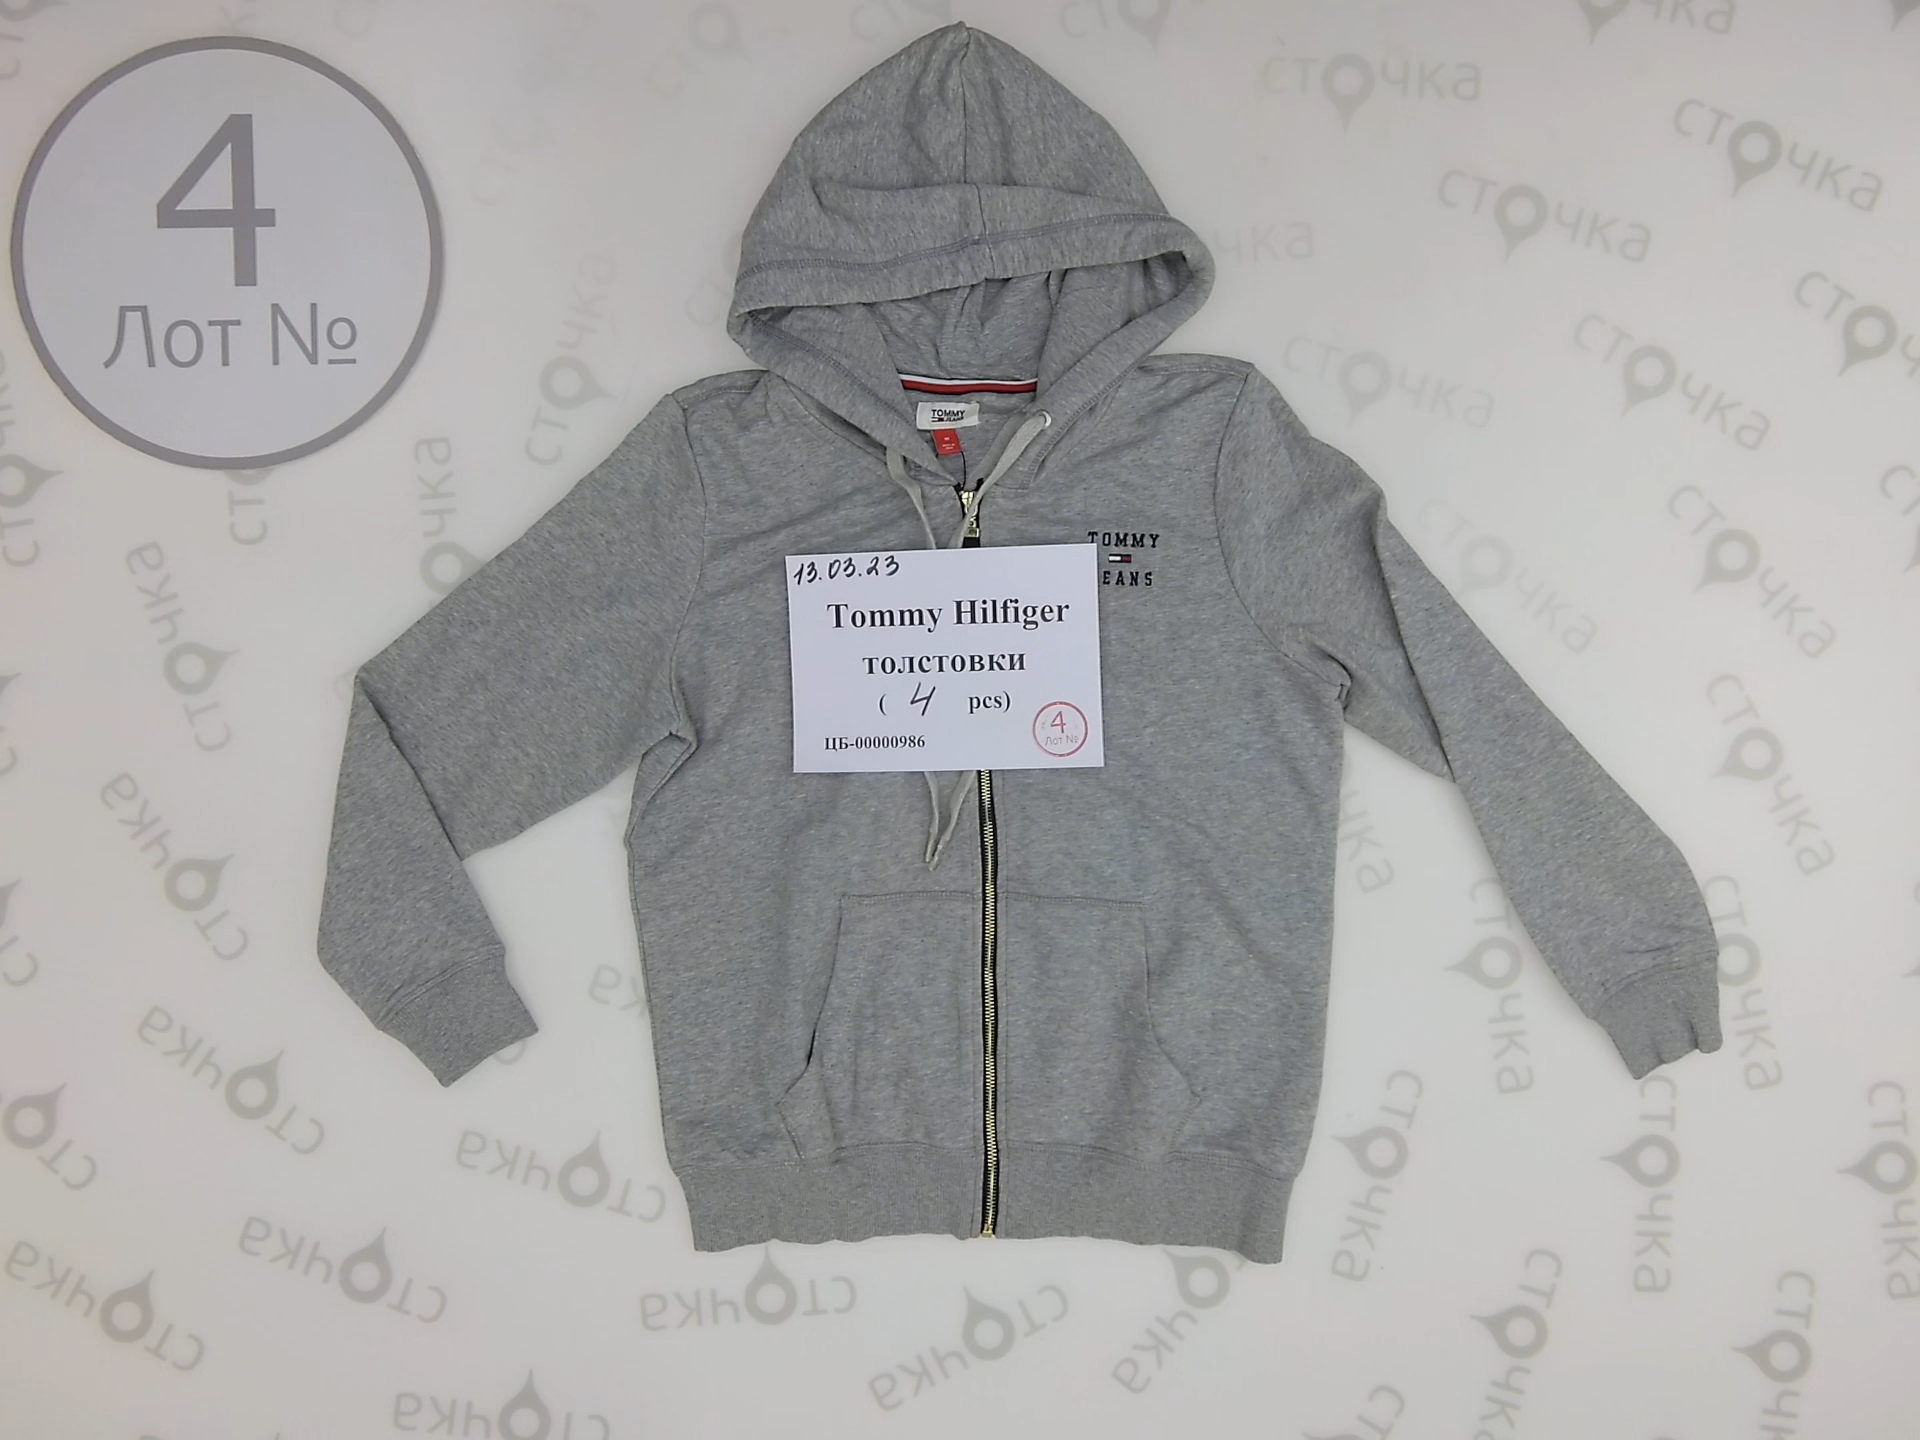 4
Лот №
TOMMY
JEANS
TOMMY
EANS
13.03.23
Tommy Hilfiger
толстовки
( 4 pcs)
ЦБ-00000986
4
Лот №
сточка